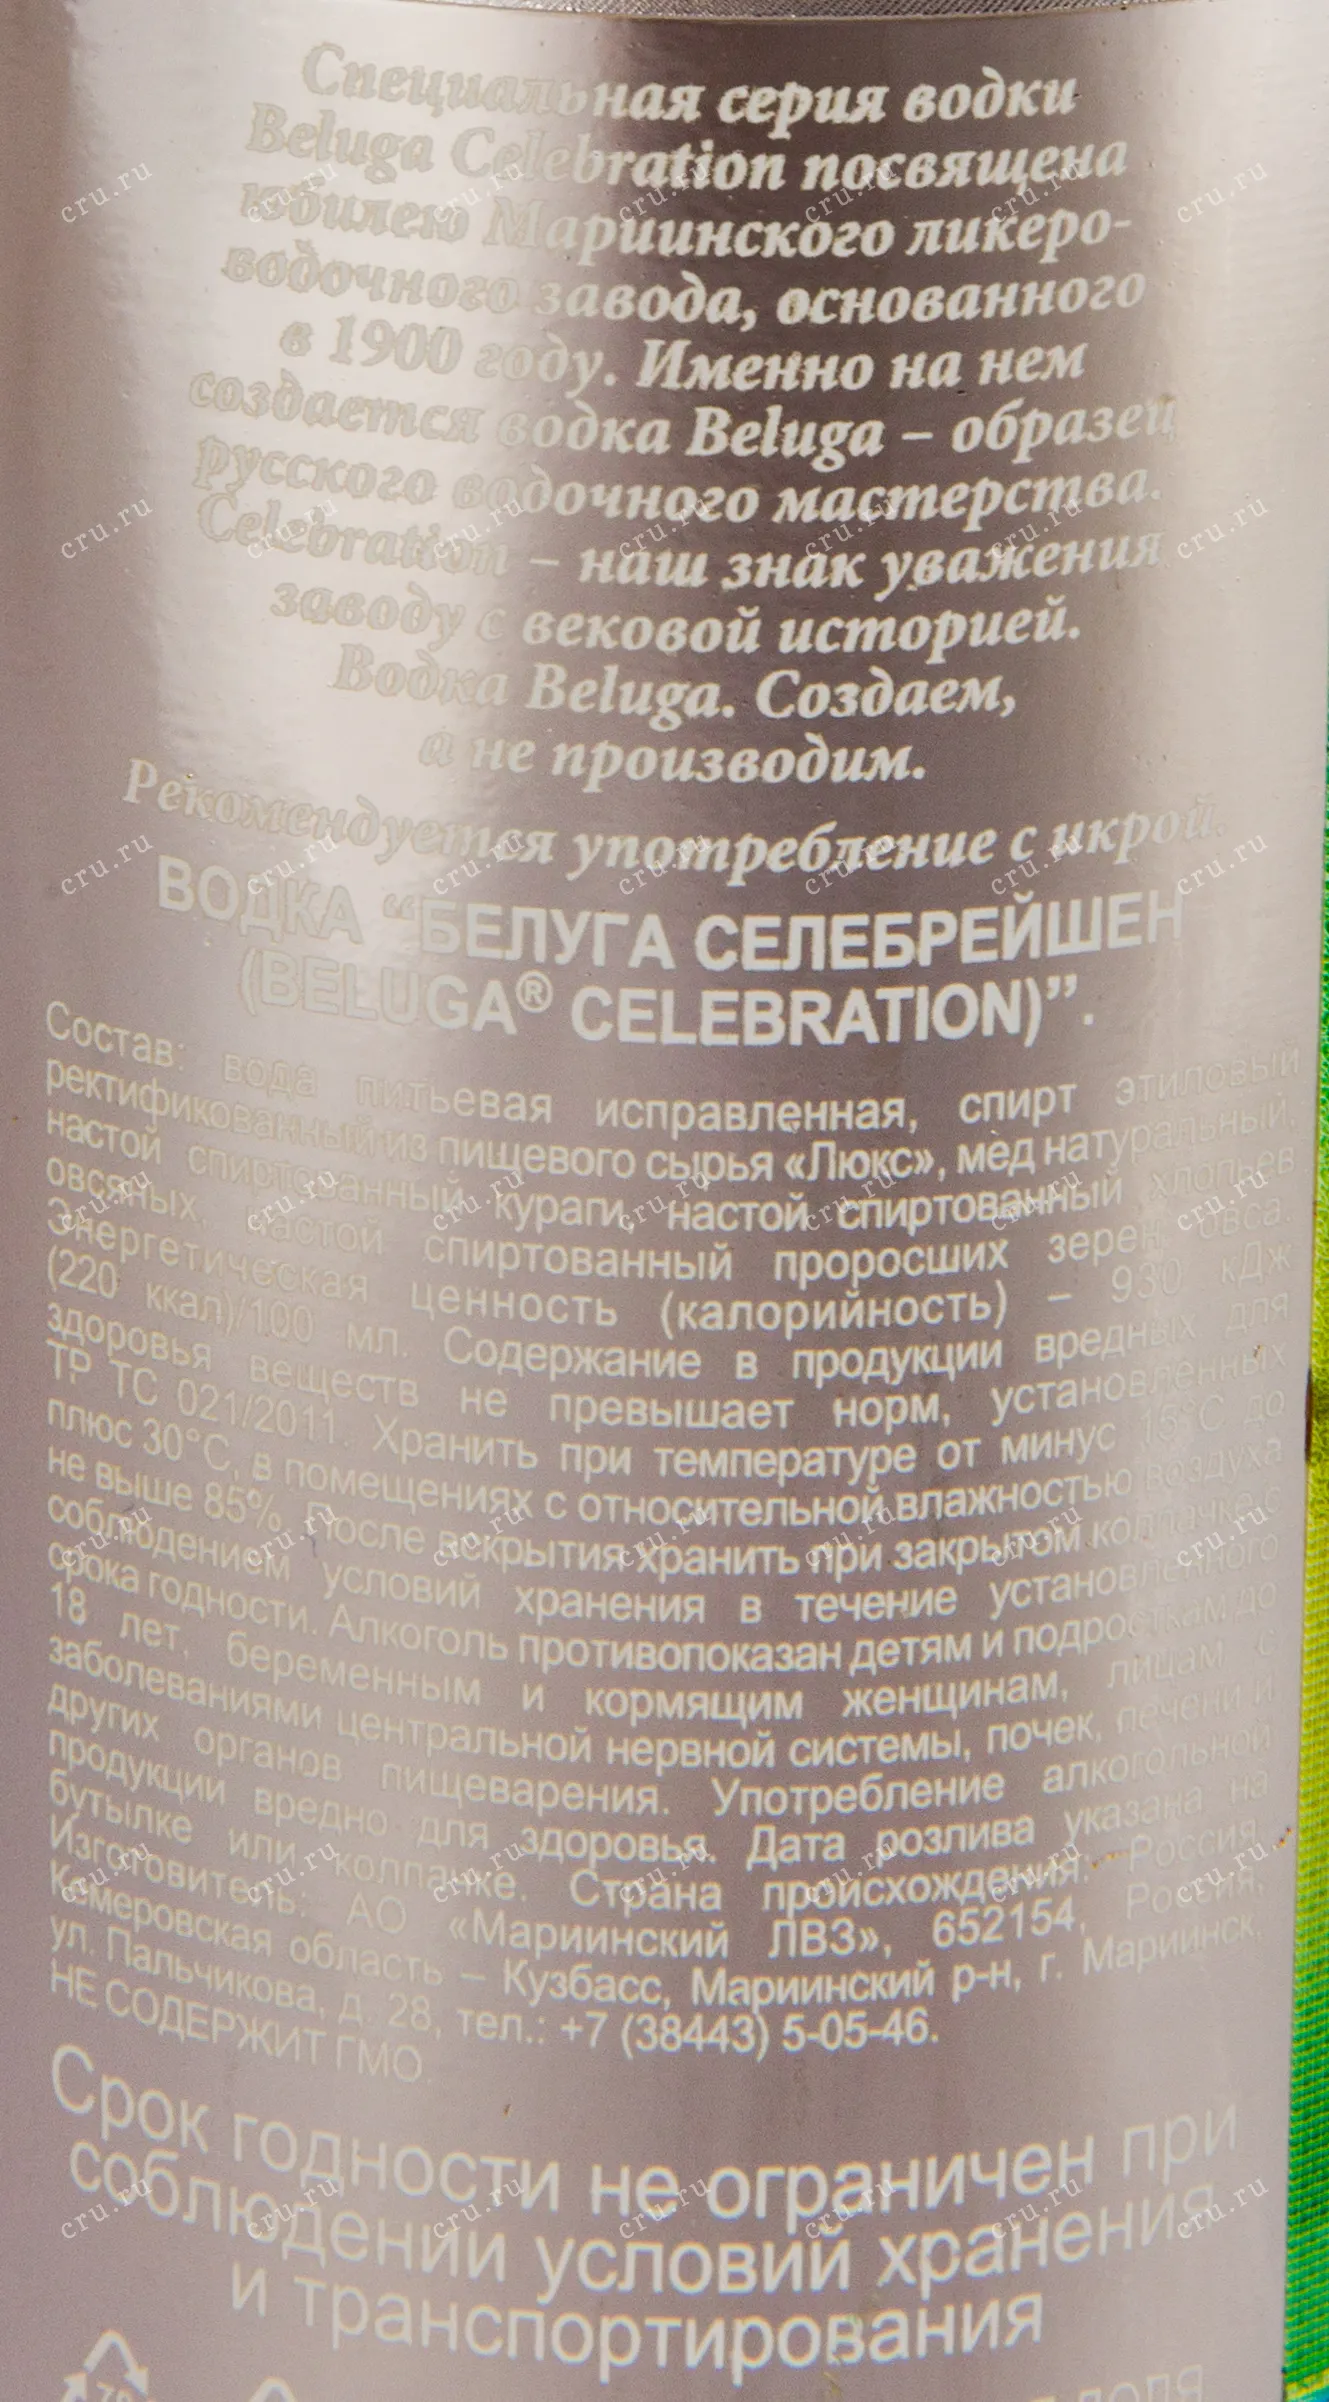 Специальная серия водки
Beluga Celebration посвящена
юбилею Мариинского ликеро-
водочного завода, основанного
в 1900 году. Именно на нем
создается водка Beluga – образец
русского водочного мастерства.
Celebration – наш знак уважения
заводу с вековой историей.
Водка Beluga. Создаем,
а не производим.
Рекомендуется употребление с икрой.
ВОДКА “БЕЛУГА СЕЛЕБРЕЙШЕН
(BELUGA® CELEBRATION)”.
Состав: вода питьевая исправленная, спирт этиловый
ректификованный из пищевого сырья «Люкс», мёд натуральный,
настой спиртованный кураги, настой спиртованный хлопьев
овсяных, настой спиртованный проросших зерен овса.
Энергетическая ценность (калорийность) – 930 кДж
(220 ккал)/100 мл. Содержание в продукции вредных для
здоровья веществ не превышает норм, установленных
ТР ТС 021/2011. Хранить при температуре от минус 15°С до
плюс 30°С, в помещениях с относительной влажностью воздуха
не выше 85%. После вскрытия хранить при закрытом колпачке с
соблюдением условий хранения в течение установленного
срока годности. Алкоголь противопоказан детям и подросткам до
18 лет, беременным и кормящим женщинам, лицам с
заболеваниями центральной нервной системы, почек, печени и
других органов пищеварения. Употребление алкогольной
продукции вредно для здоровья. Дата розлива указана на
бутылке или колпачке. Страна происхождения: Россия.
Изготовитель: АО «Мариинский ЛВЗ», 652154, Россия,
Кемеровская область – Кузбасс, Мариинский р-н, г. Мариинск,
ул. Пальчикова, д. 28, тел.: +7 (38443) 5-05-46.
НЕ СОДЕРЖИТ ГМО.
Срок годности не ограничен при
соблюдении условий хранения
и транспортирования
cru.ru